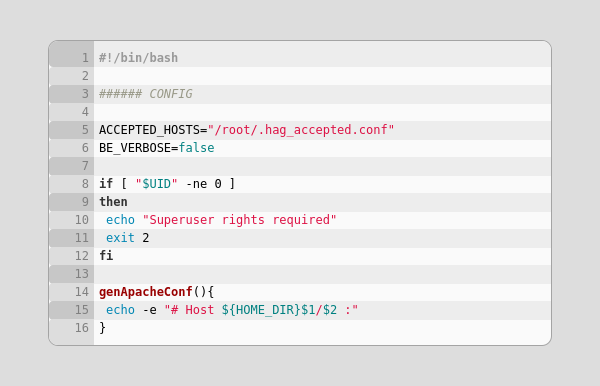 1 #!/bin/bash
2
3 ###### CONFIG
4
5 ACCEPTED_HOSTS="/root/.hag_accepted.conf"
6 BE_VERBOSE=false
7
8 if [ "$UID" -ne 0 ]
9 then
10  echo "Superuser rights required"
11  exit 2
12 fi
13
14 genApacheConf(){
15  echo -e "# Host ${HOME_DIR}$1/$2 :"
16 }